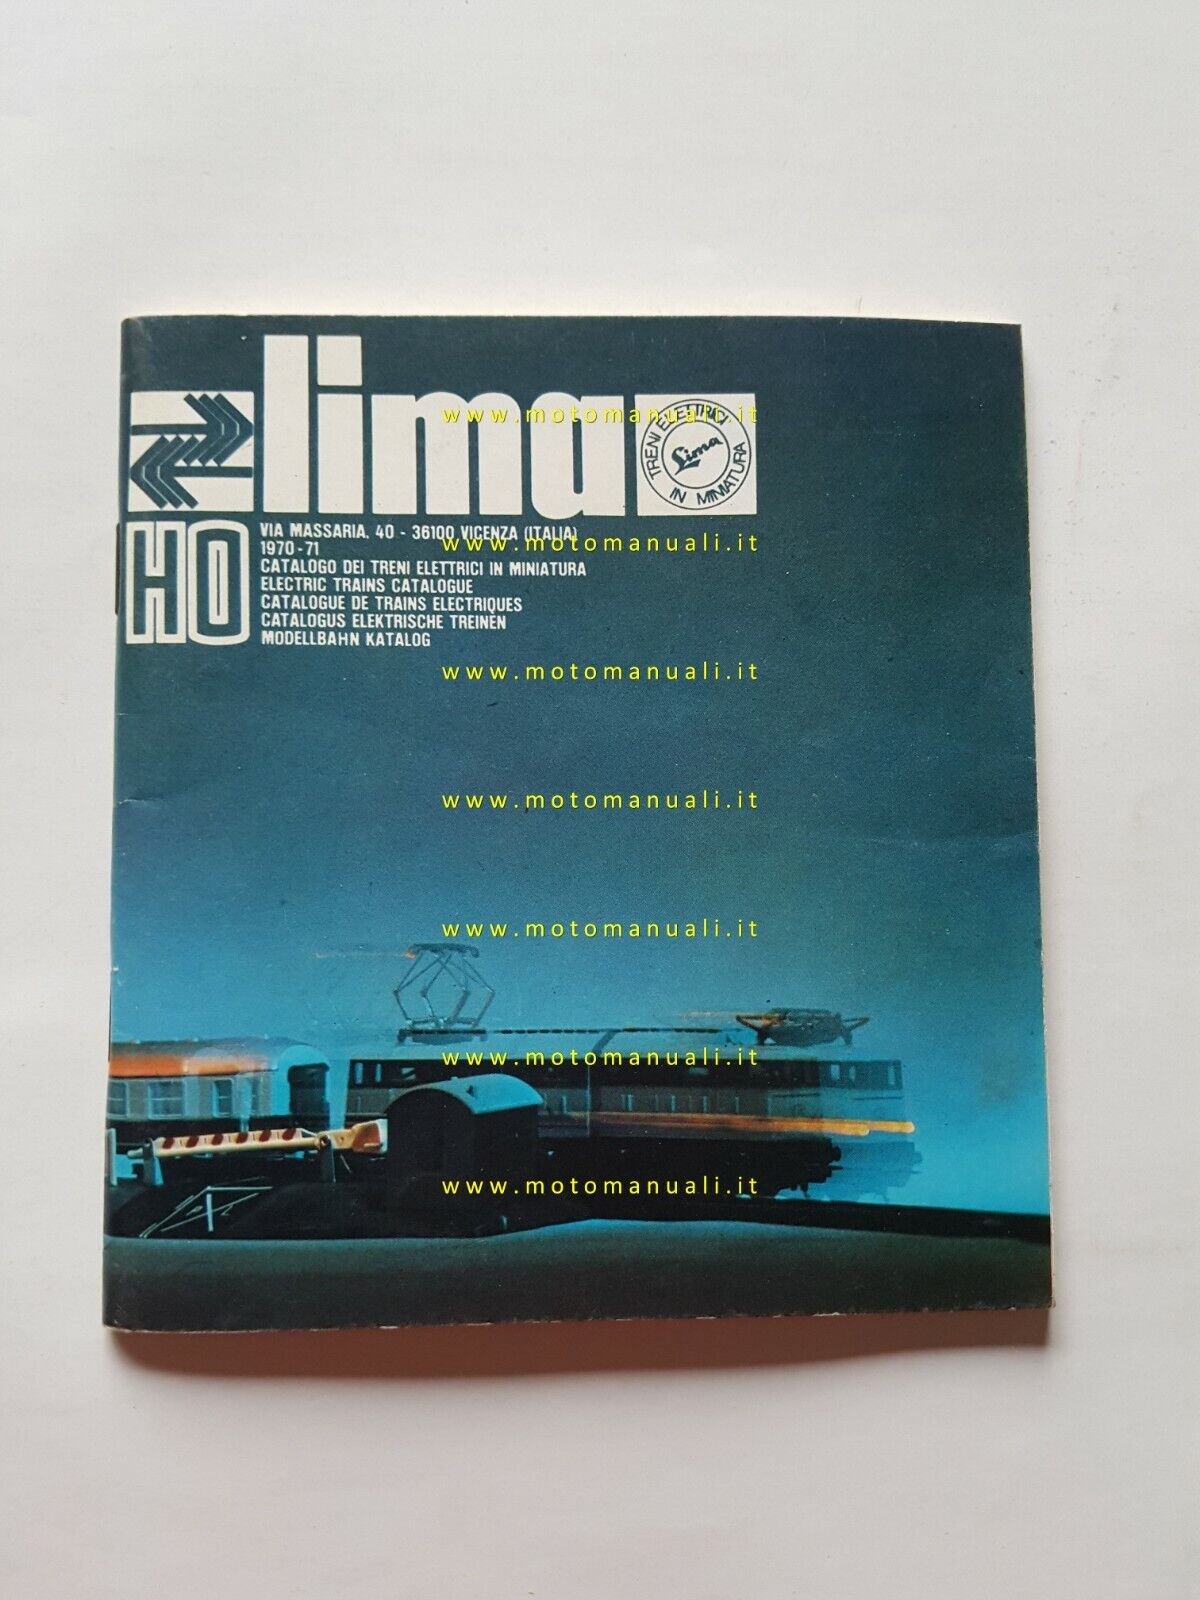 lima
TRENI ELETTRICI
Lima
IN MINIATURA
HO
VIA MASSARIA, 40 - 36100 VICENZA (ITALIA)
1970-71
CATALOGO DEI TRENI ELETTRICI IN MINIATURA
ELECTRIC TRAINS CATALOGUE
CATALOGUE DE TRAINS ELECTRIQUES
CATALOGUS ELEKTRISCHE TREINEN
MODELLBAHN KATALOG
www.motomanuali.it
www.motomanuali.it
www.motomanuali.it
www.motomanuali.it
www.motomanuali.it
www.motomanuali.it
www.motomanuali.it